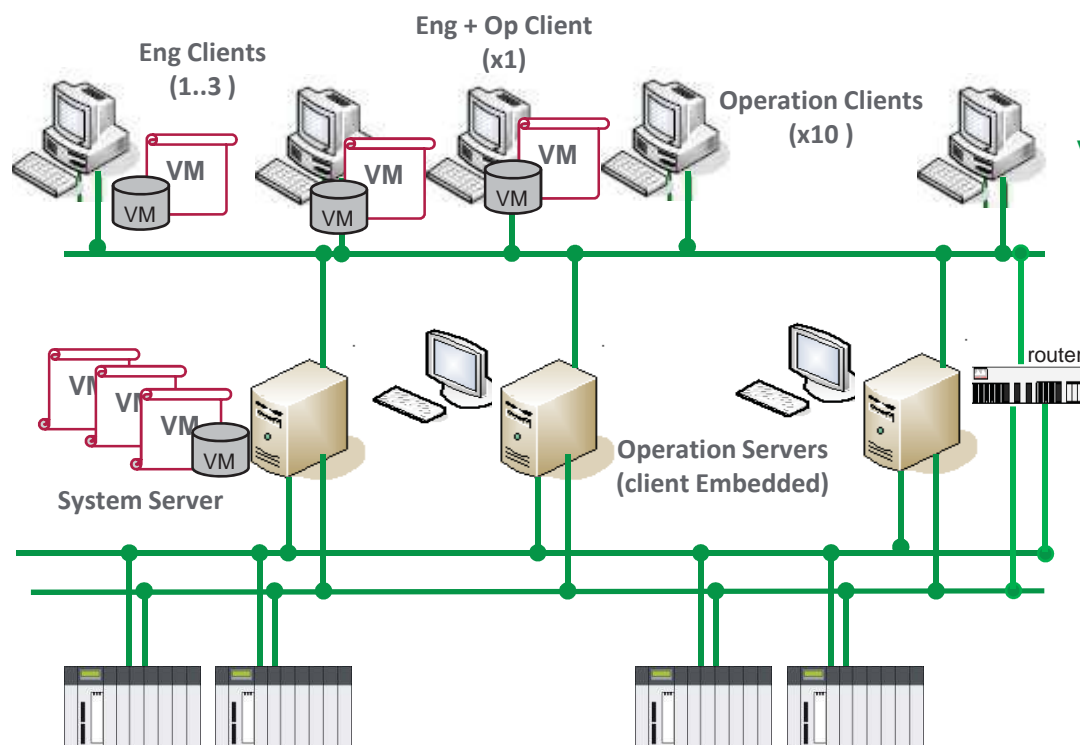 Eng + Op Client
(x1)
Eng Clients
(1..3 )
Operation Clients
(x10 )
VM
VM
VM
VM
VM
VM
router
VM
VM
VM
VM
Operation Servers
(client Embedded)
System Server